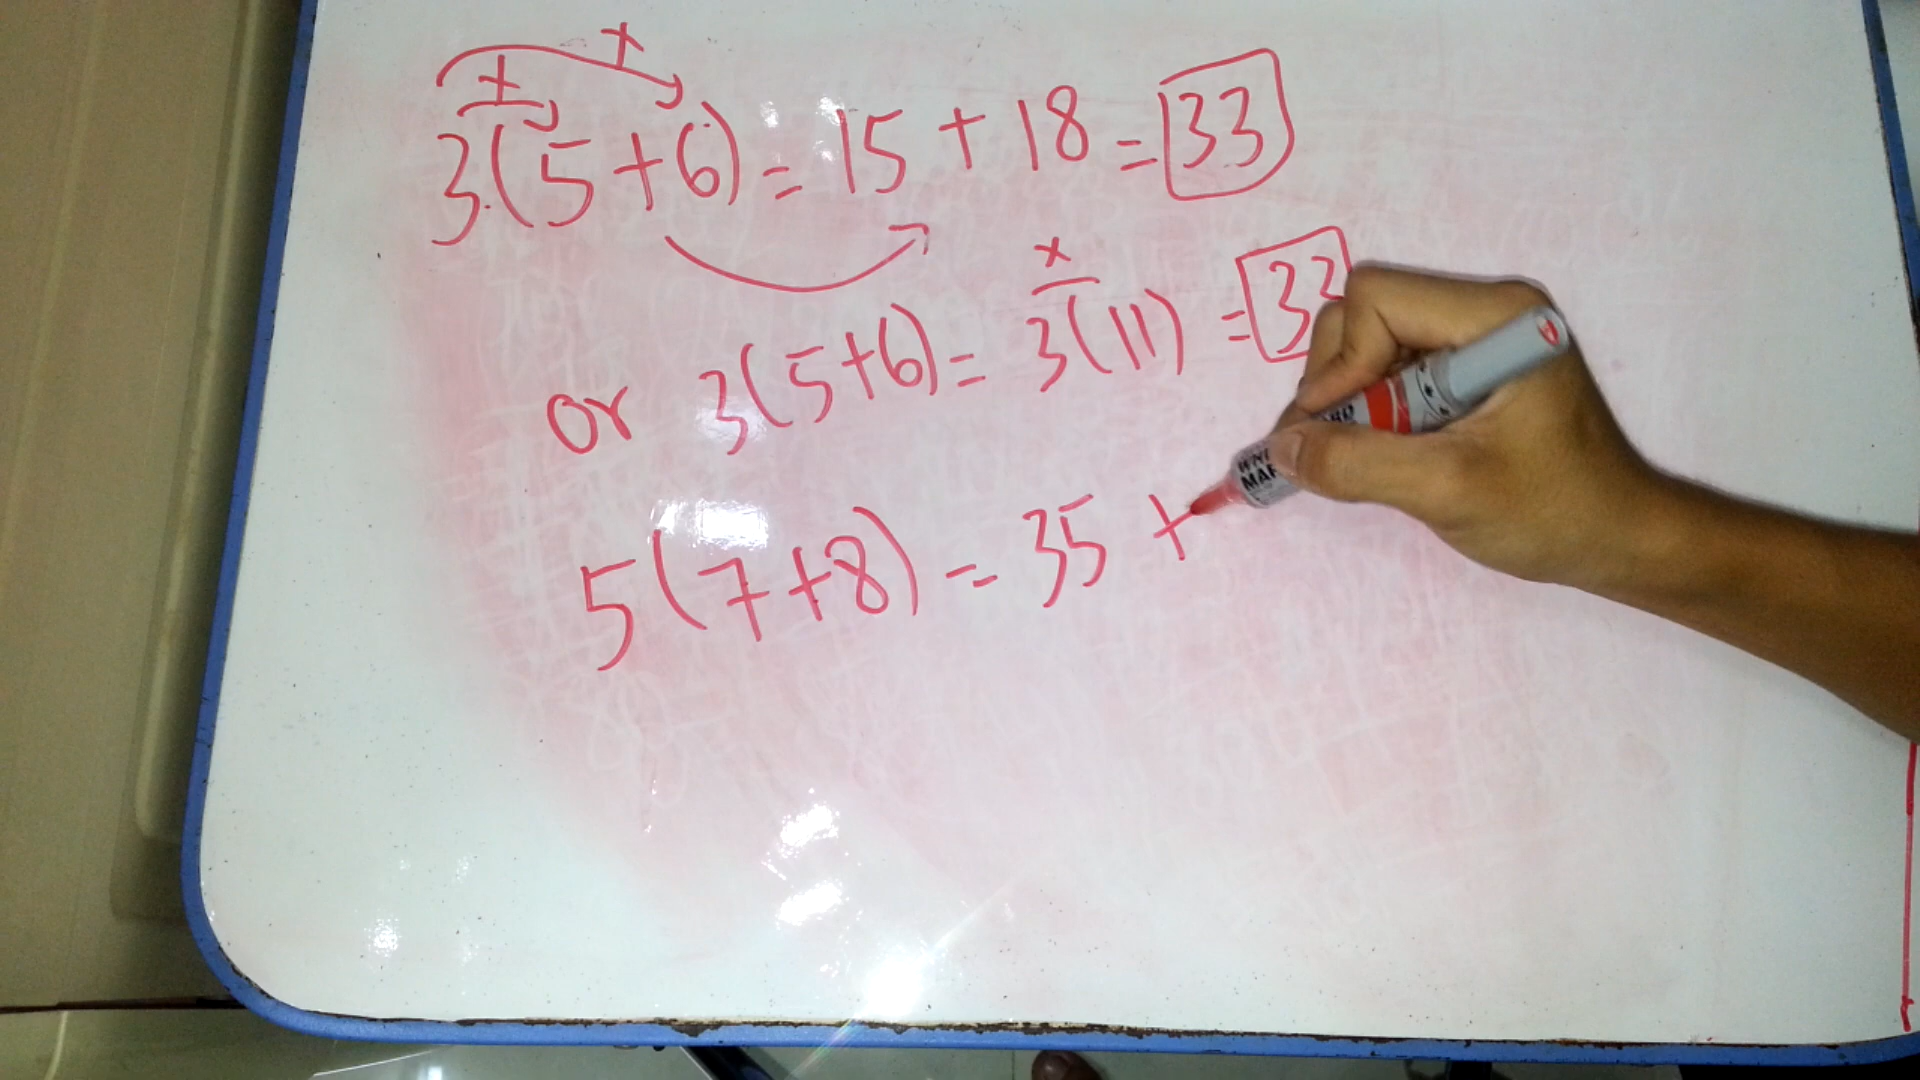 x
x
3(5+6) = 15 + 18 = 33
x
or 3(5+6) = 3(11) = 33
5(7+8) = 35 +